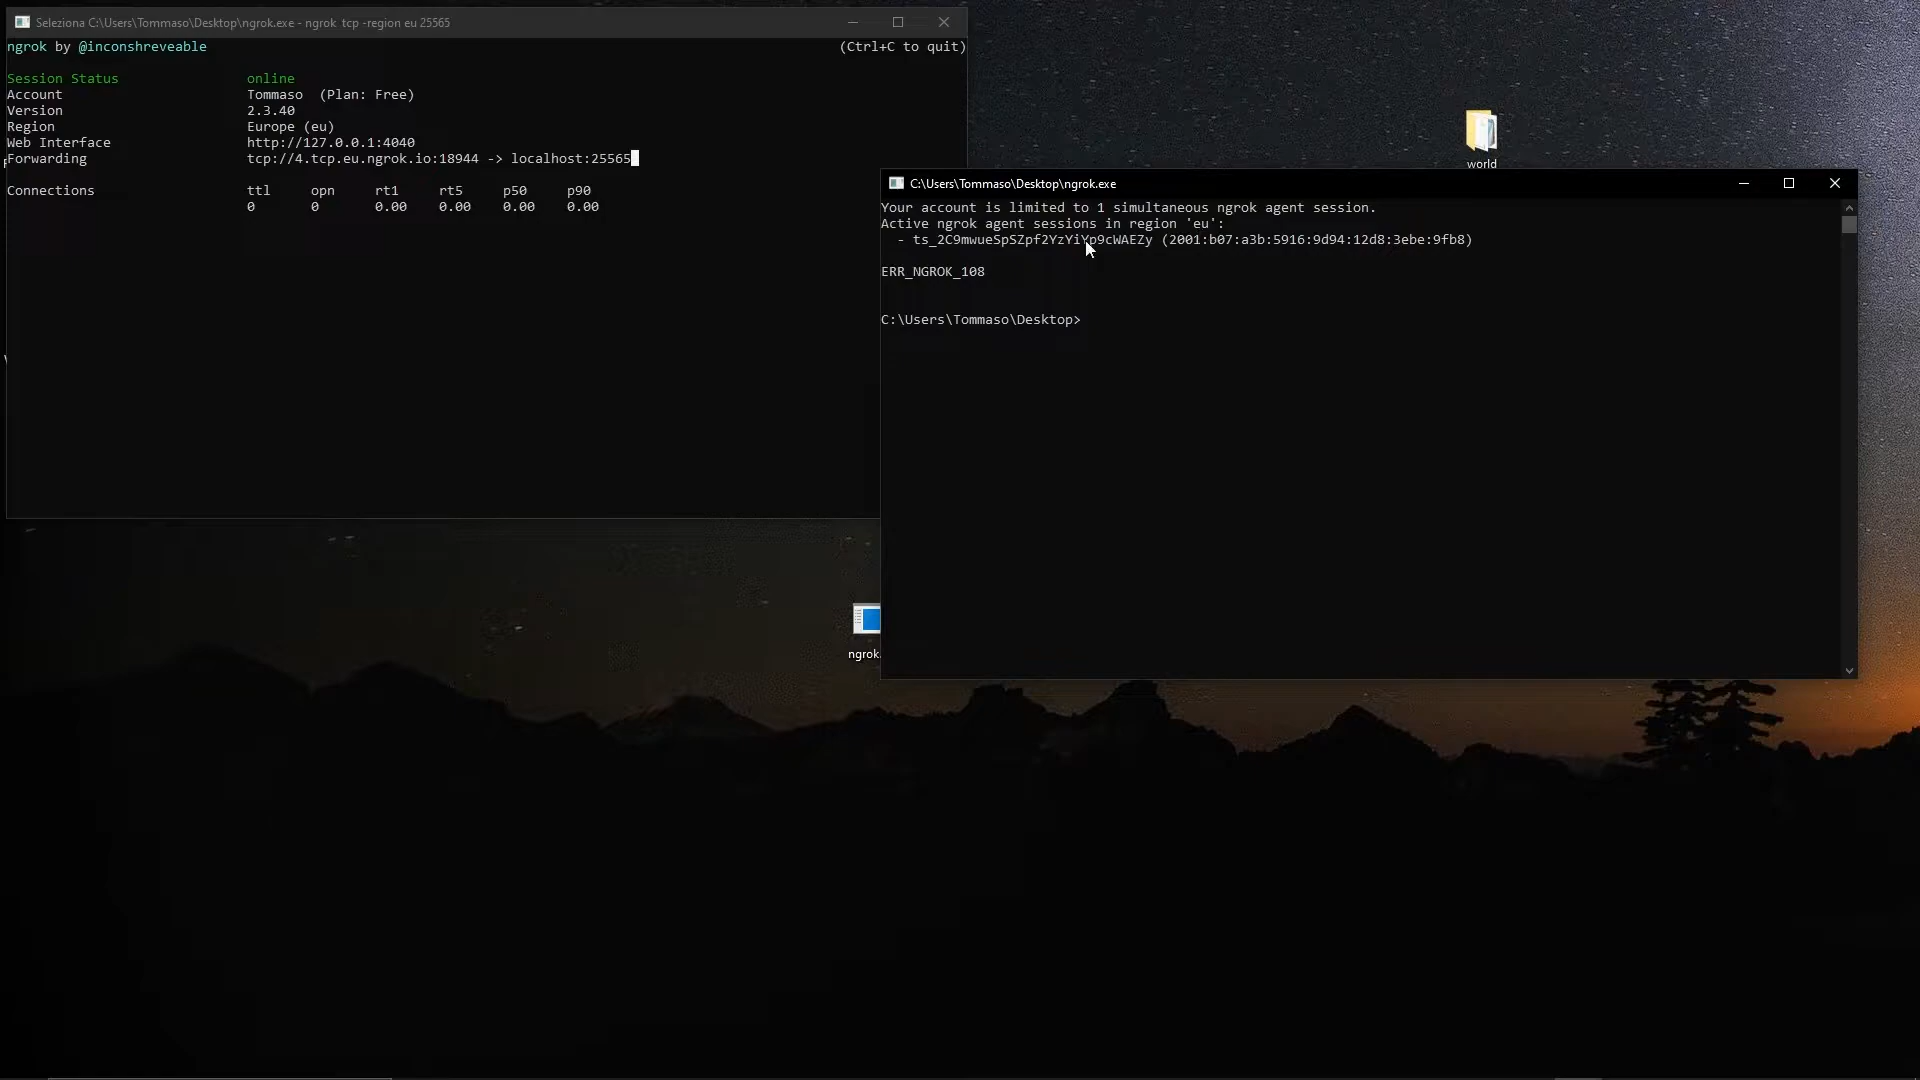 Seleziona C:\Users\Tommaso\Desktop\ngrok.exe - ngrok tcp -region eu 25565
ngrok by @inconshreveable (Ctrl+C to quit)
Session Status online
Account Tommaso (Plan: Free)
Version 2.3.40
Region Europe (eu)
Web Interface http://127.0.0.1:4040
Forwarding tcp://4.tcp.eu.ngrok.io:18944 -> localhost:25565
Connections ttl opn rt1 rt5 p50 p90
0 0 0.00 0.00 0.00 0.00
world
C:\Users\Tommaso\Desktop\ngrok.exe
Your account is limited to 1 simultaneous ngrok agent session.
Active ngrok agent sessions in region 'eu':
- ts_2C9mwueSpSZpf2YzYiYp9cWAEZy (2001:b07:a3b:5916:9d94:12d8:3ebe:9fb8)
ERR_NGROK_108
C:\Users\Tommaso\Desktop>
ngrok.